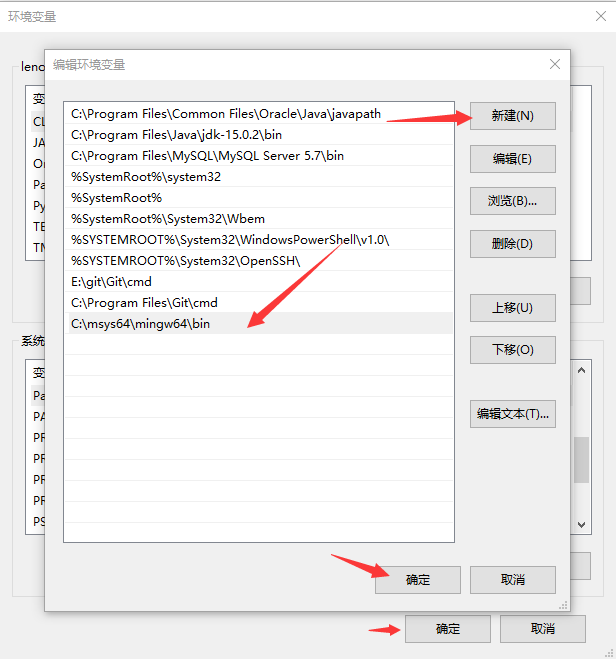 环境变量
leno
编辑环境变量
变
CL
JA
Or
Pa
Py
TE
TM
C:\Program Files\Common Files\Oracle\Java\javapath
C:\Program Files\Java\jdk-15.0.2\bin
C:\Program Files\MySQL\MySQL Server 5.7\bin
%SystemRoot%\system32
%SystemRoot%
%SystemRoot%\System32\Wbem
%SYSTEMROOT%\System32\WindowsPowerShell\v1.0\
%SYSTEMROOT%\System32\OpenSSH\
E:\git\Git\cmd
C:\Program Files\Git\cmd
C:\msys64\mingw64\bin
新建(N)
编辑(E)
浏览(B)...
删除(D)
上移(U)
下移(O)
编辑文本(T)...
系统
变
Pa
PA
PR
PR
PR
PR
PS
确定
取消
确定
取消